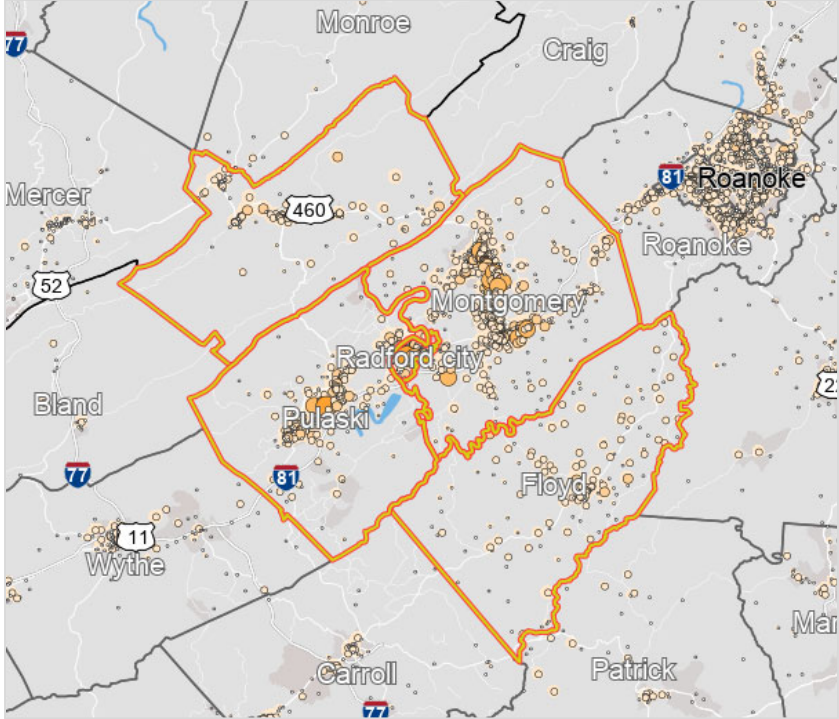 Monroe
77
Craig
Mercer
460
81
Roanoke
Roanoke
52
Montgomery
Radford city
Bland
Pulaski
77
81
Floyd
11
Wythe
Carroll
Patrick
77